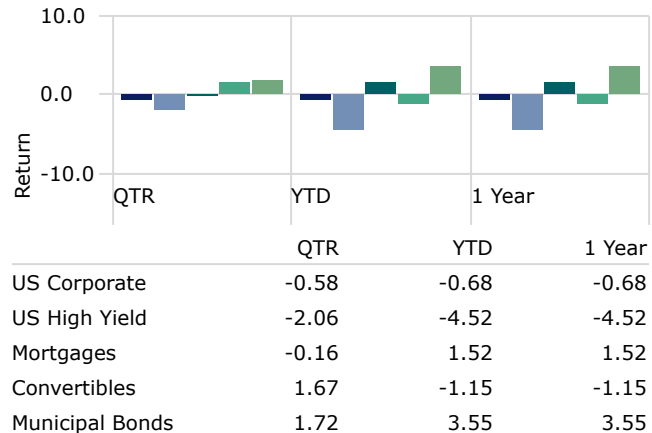 10.0
0.0
-10.0
Return
QTR YTD 1 Year
QTR YTD 1 Year
US Corporate -0.58 -0.68 -0.68
US High Yield -2.06 -4.52 -4.52
Mortgages -0.16 1.52 1.52
Convertibles 1.67 -1.15 -1.15
Municipal Bonds 1.72 3.55 3.55